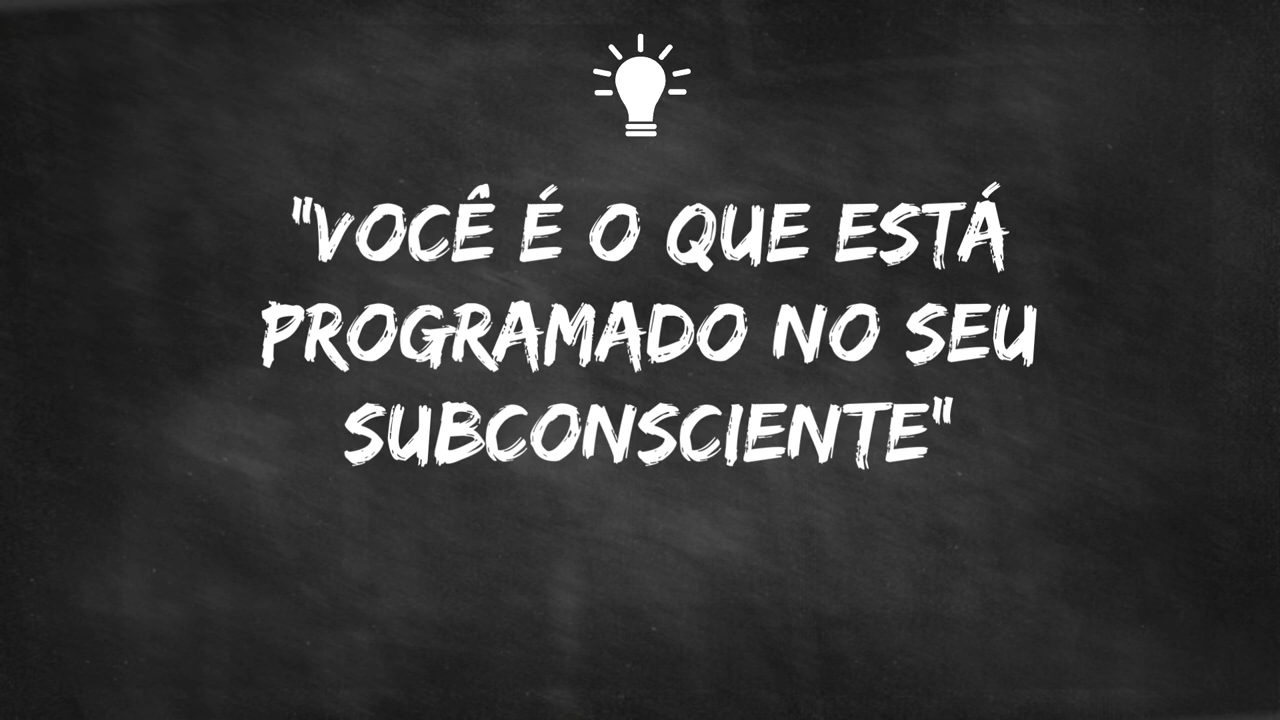 "VOCÊ É O QUE ESTÁ
PROGRAMADO NO SEU
SUBCONSCIENTE"